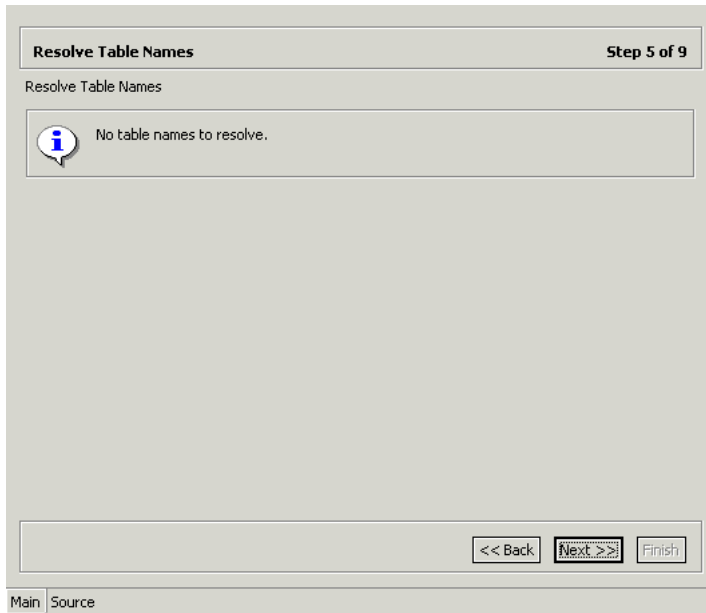 Resolve Table Names Step 5 of 9
Resolve Table Names
No table names to resolve.
<< Back Next >> Finish
Main Source